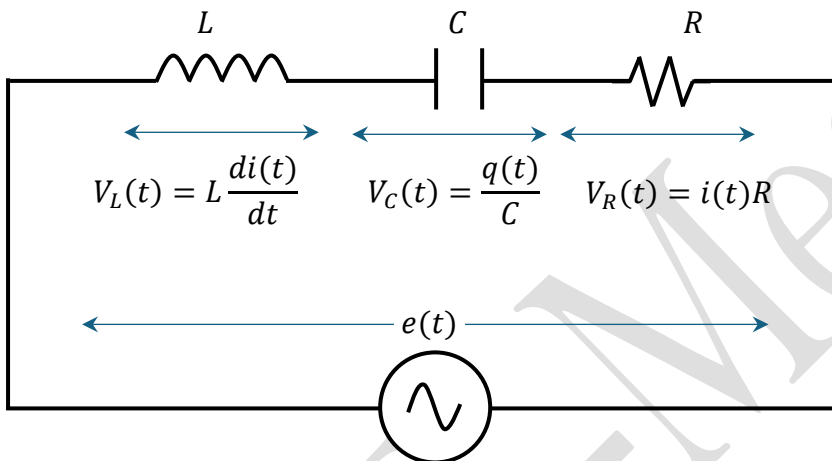 L C R
V_L(t) = L di(t)/dt V_C(t) = q(t)/C V_R(t) = i(t)R
e(t)